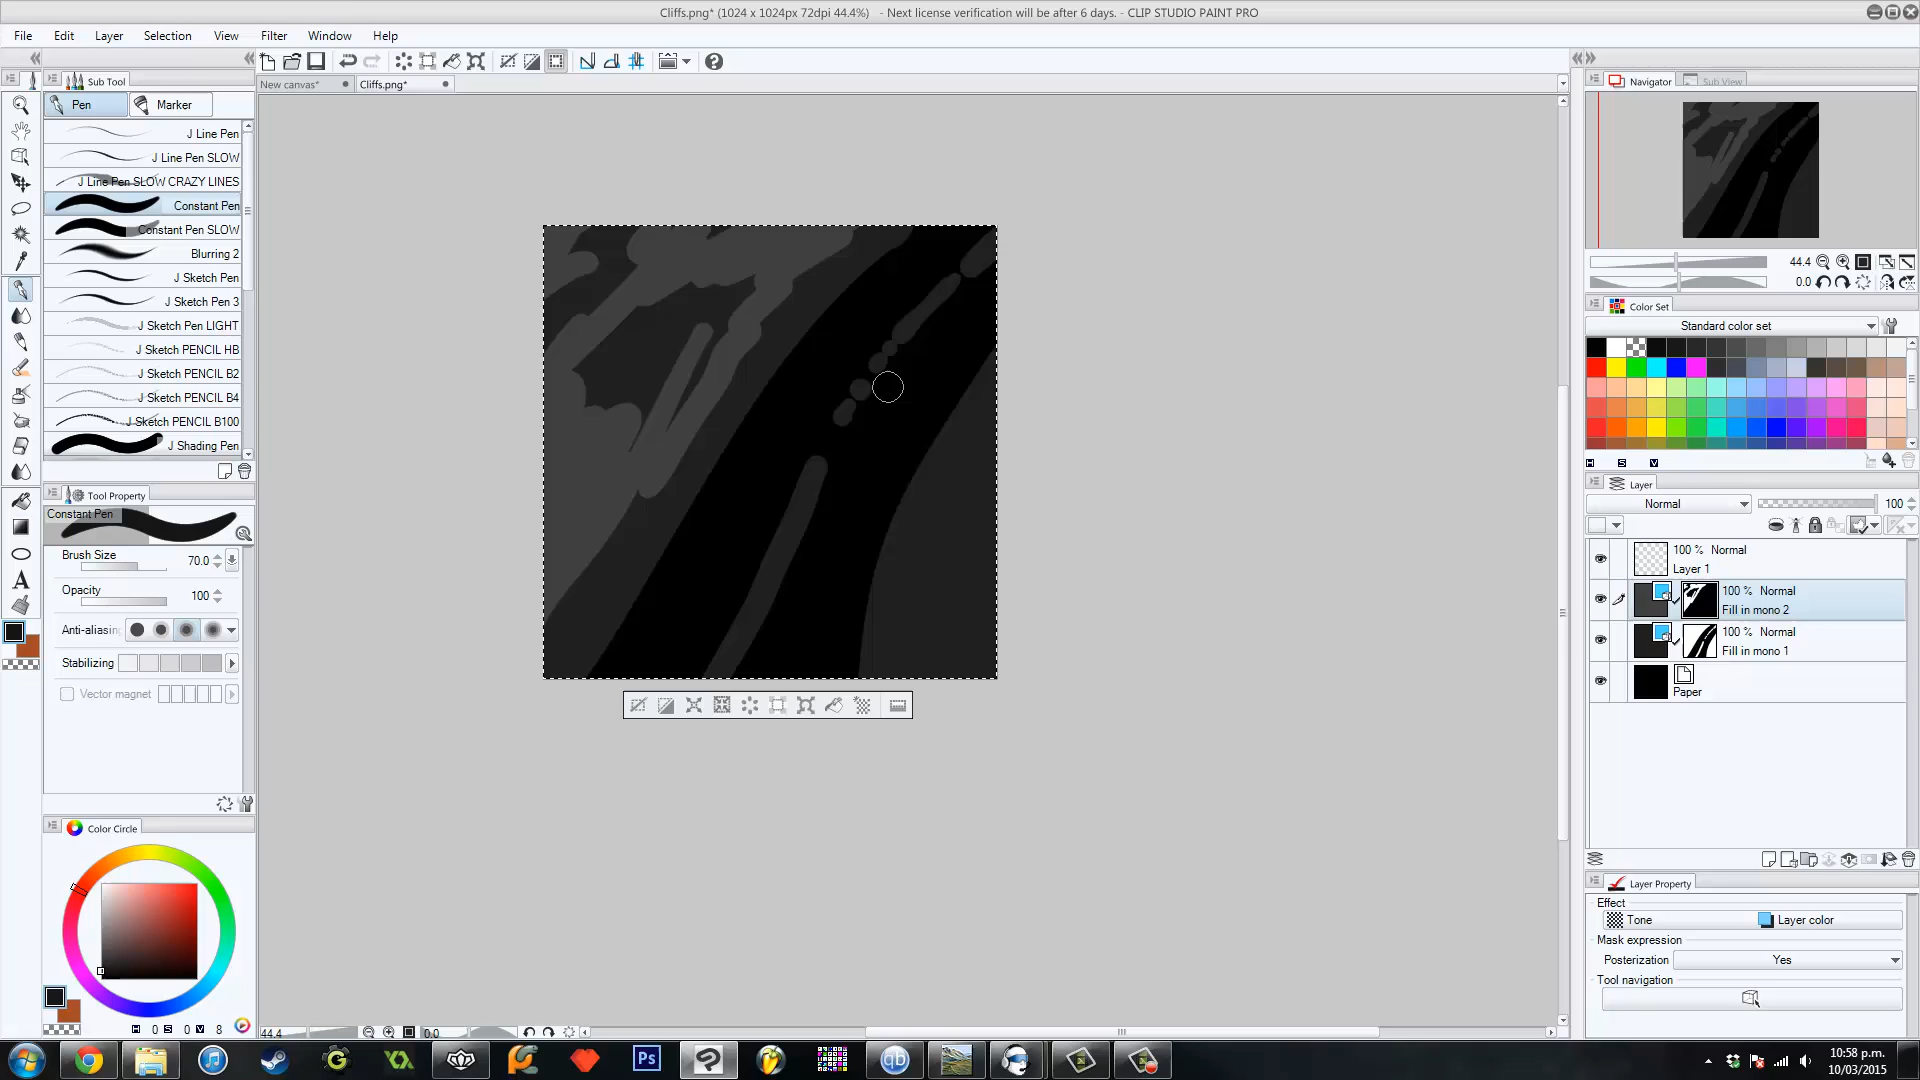 Cliffs.png* (1024 x 1024px 72dpi 44.4%)   - Next license verification will be after 6 days. - CLIP STUDIO PAINT PRO
File Edit Layer Selection View Filter Window Help
Sub Tool
New canvas*
Cliffs.png*
Navigator
Sub View
Pen
Marker
J Line Pen
J Line Pen SLOW
J Line Pen SLOW CRAZY LINES
Constant Pen
Constant Pen SLOW
Blurring 2
J Sketch Pen
J Sketch Pen 3
J Sketch Pen LIGHT
J Sketch PENCIL HB
J Sketch PENCIL B2
J Sketch PENCIL B4
J Sketch PENCIL B100
J Shading Pen
Tool Property
Constant Pen
Brush Size 70.0
Opacity 100
Anti-aliasing
Stabilizing
Vector magnet
Color Circle
H 0 S 0 V 8
44.4
0.0
44.4
0.0
Color Set
Standard color set
H S V
Layer
Normal 100
100 % Normal
Layer 1
100 % Normal
Fill in mono 2
100 % Normal
Fill in mono 1
Paper
Layer Property
Effect
Tone
Layer color
Mask expression
Posterization Yes
Tool navigation
A
Ps
qb
10:58 p.m.
10/03/2015